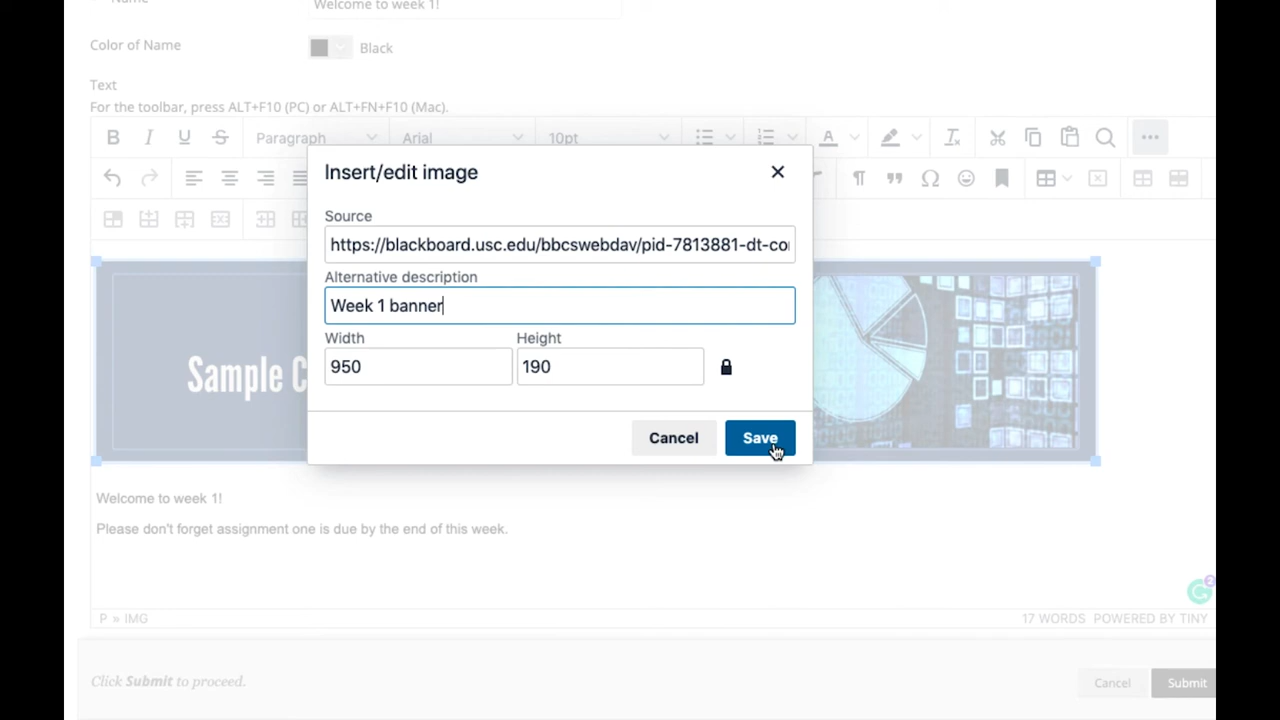 Name
Welcome to week 1!
Color of Name
Black
Text
For the toolbar, press ALT+F10 (PC) or ALT+FN+F10 (Mac).
B I U S Paragraph Arial 10pt
Insert/edit image
Source
https://blackboard.usc.edu/bbcswebdav/pid-7813881-dt-co
Alternative description
Week 1 banner
Width
Height
950
190
Cancel
Save
Sample C
Welcome to week 1!
Please don't forget assignment one is due by the end of this week.
2
P » IMG
17 WORDS POWERED BY TINY
Click Submit to proceed.
Cancel
Submit